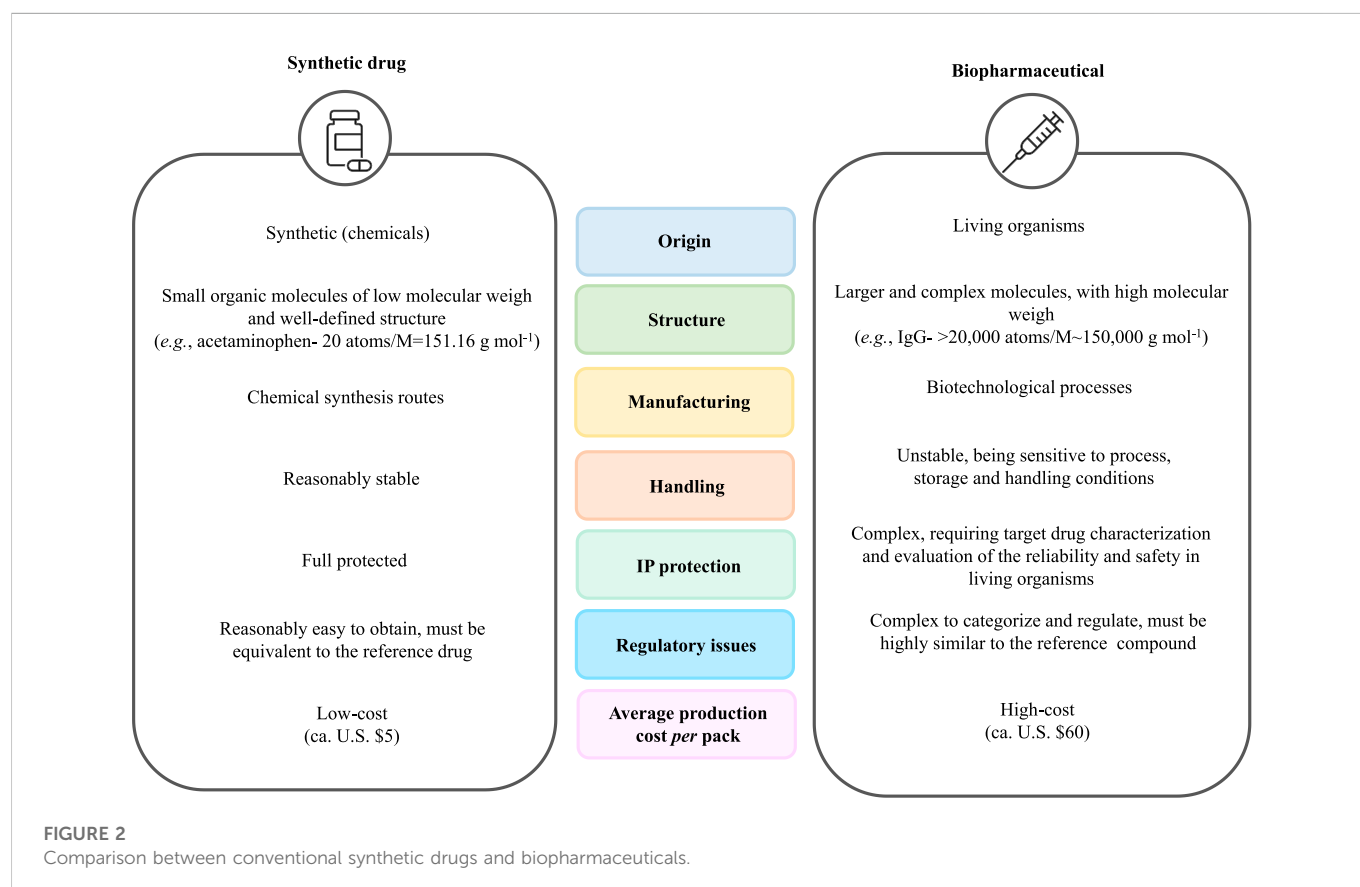 Synthetic drug
Biopharmaceutical
Synthetic (chemicals)
Origin
Living organisms
Small organic molecules of low molecular weigh
and well-defined structure
(e.g., acetaminophen- 20 atoms/M=151.16 g mol⁻¹)
Structure
Larger and complex molecules, with high molecular
weigh
(e.g., IgG- >20,000 atoms/M~150,000 g mol⁻¹)
Chemical synthesis routes
Manufacturing
Biotechnological processes
Reasonably stable
Handling
Unstable, being sensitive to process,
storage and handling conditions
Full protected
IP protection
Complex, requiring target drug characterization
and evaluation of the reliability and safety in
living organisms
Reasonably easy to obtain, must be
equivalent to the reference drug
Regulatory issues
Complex to categorize and regulate, must be
highly similar to the reference compound
Low-cost
(ca. U.S. $5)
Average production
cost per pack
High-cost
(ca. U.S. $60)
FIGURE 2
Comparison between conventional synthetic drugs and biopharmaceuticals.